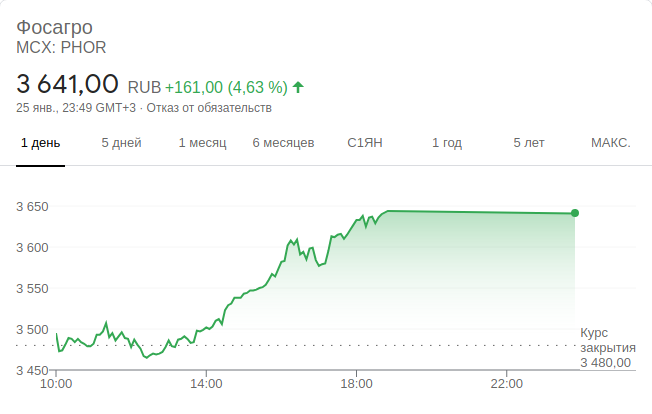 Фосагро
MCX: PHOR
3 641,00 RUB +161,00 (4,63 %)
25 янв., 23:49 GMT+3 · Отказ от обязательств
1 день 5 дней 1 месяц 6 месяцев С1ЯН 1 год 5 лет МАКС.
3 650
3 600
3 550
3 500
Курс
закрытия
3 480,00
3 450
10:00 14:00 18:00 22:00